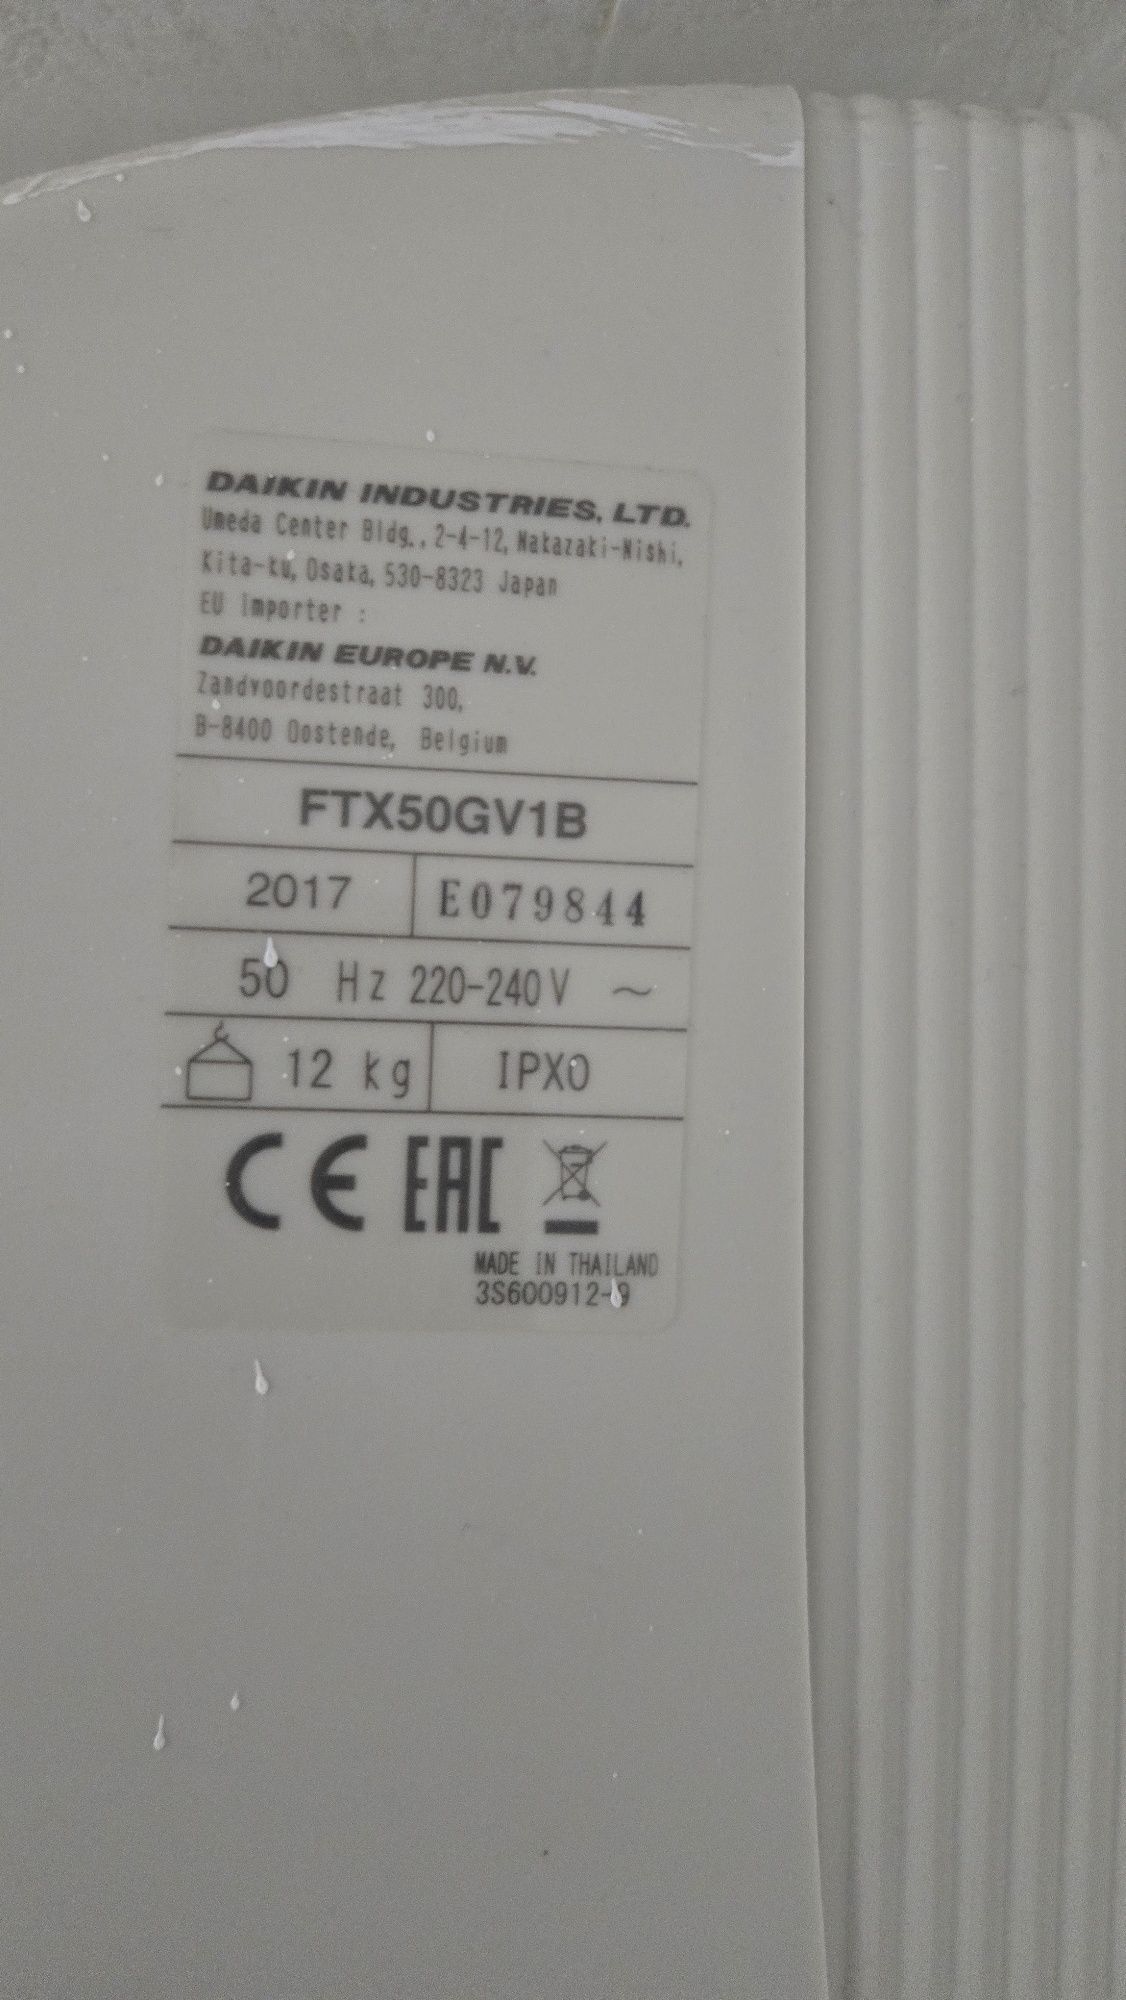 DAIKIN INDUSTRIES, LTD.
Umeda Center Bldg., 2-4-12, Nakazaki-Nishi,
Kita-ku, Osaka, 530-8323 Japan
EU importer :
DAIKIN EUROPE N.V.
Zandvoordestraat 300,
B-8400 Oostende, Belgium
FTX50GV1B
2017 E079844
50 Hz 220-240V ~
12 kg IPX0
CE EAC
MADE IN THAILAND
3S600912-9